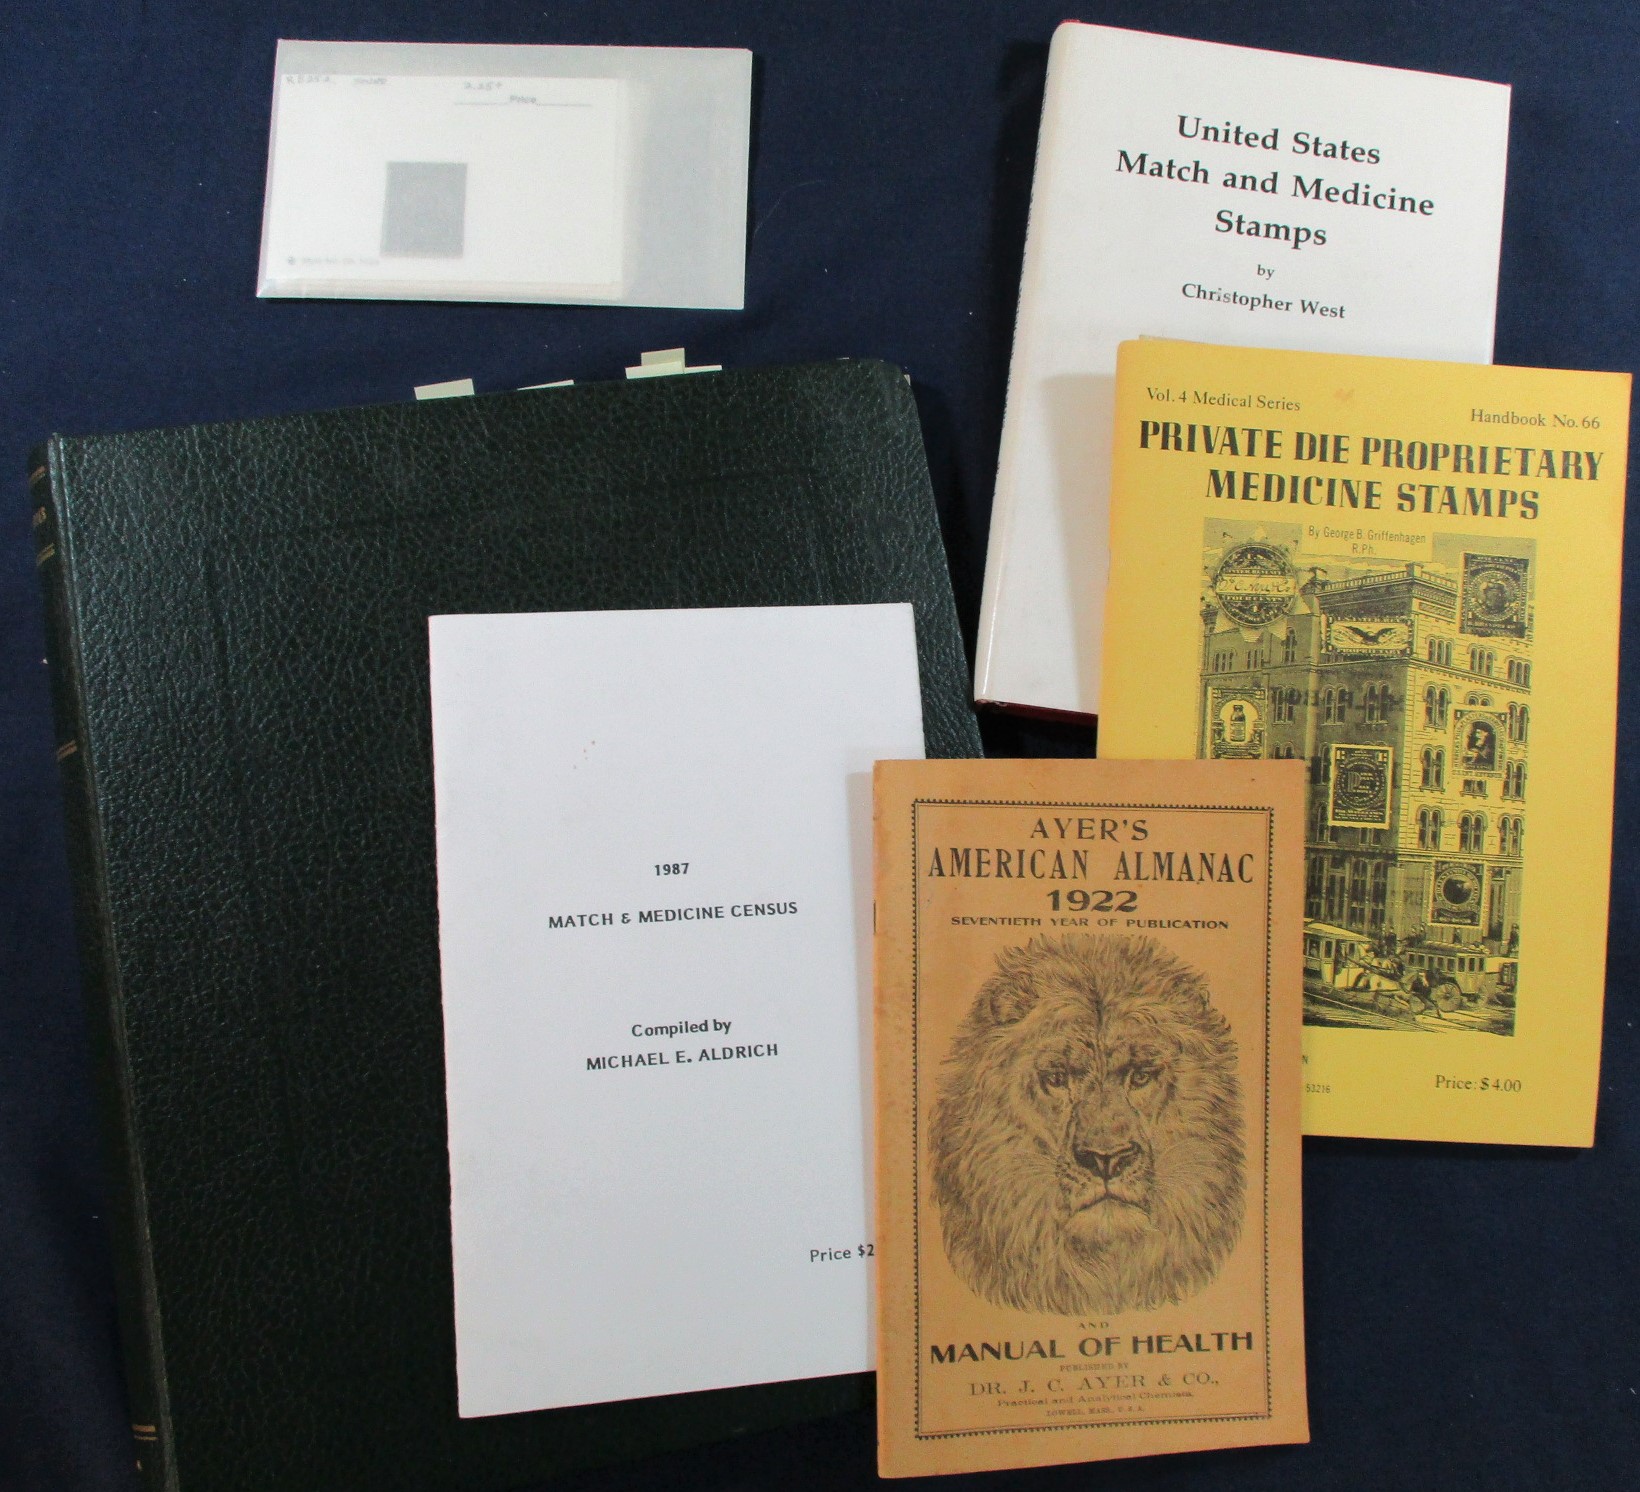 Price
United States
Match and Medicine
Stamps
by
Christopher West
Vol. 4 Medical Series
Handbook No. 66
PRIVATE DIE PROPRIETARY
MEDICINE STAMPS
By George B. Griffenhagen
R.Ph.
PROPRIETARY
53216
Price: $4.00
1987
MATCH & MEDICINE CENSUS
Compiled by
MICHAEL E. ALDRICH
Price $2
AYER'S
AMERICAN ALMANAC
1922
SEVENTIETH YEAR OF PUBLICATION
AND
MANUAL OF HEALTH
PUBLISHED BY
DR. J. C. AYER & CO.,
Practical and Analytical Chemists,
LOWELL, MASS., U. S. A.